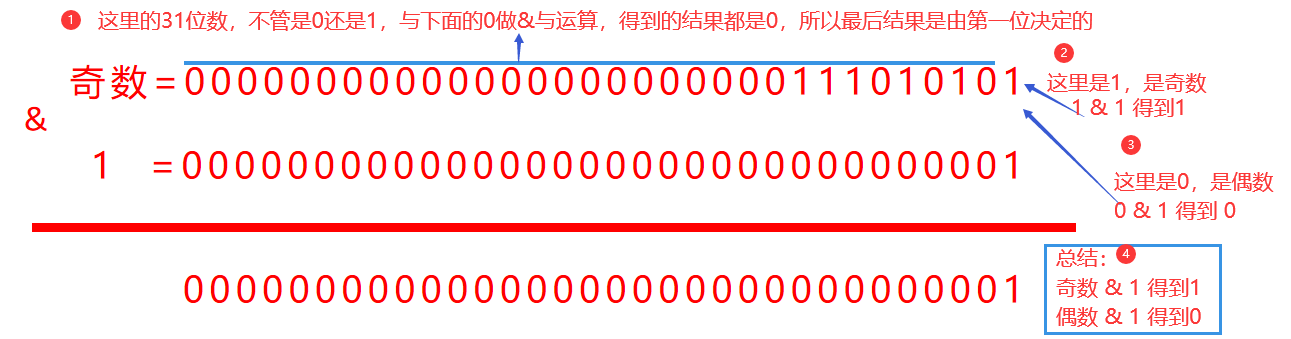 1 这里的31位数，不管是0还是1，与下面的0做&与运算，得到的结果都是0，所以最后结果是由第一位决定的
2
奇数=00000000000000000000000111010101
这里是1，是奇数
1 & 1 得到1
&
3
1 =00000000000000000000000000000001
这里是0，是偶数
0 & 1 得到 0
总结： 4
奇数 & 1 得到1
偶数 & 1 得到0
00000000000000000000000000000001